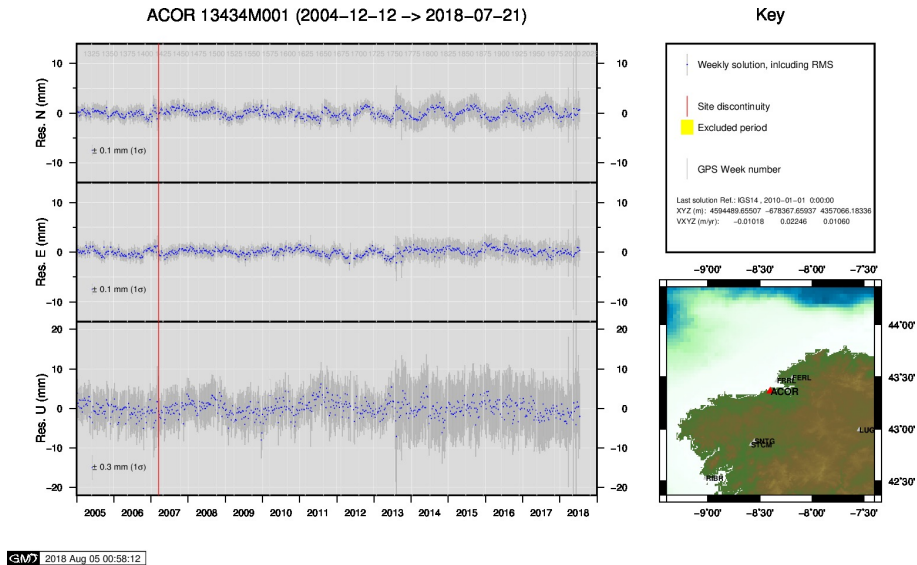 ACOR 13434M001 (2004−12−12 −> 2018−07−21)
Key
Res. N (mm)
10
0
−10
10
0
−10
± 0.1 mm (1σ)
Res. E (mm)
10
0
−10
10
0
−10
± 0.1 mm (1σ)
Res. U (mm)
20
10
0
−10
−20
20
10
0
−10
−20
± 0.3 mm (1σ)
2005 2006 2007 2008 2009 2010 2011 2012 2013 2014 2015 2016 2017 2018
Weekly solution, inlcuding RMS
Site discontinuity
Excluded period
GPS Week number
Last solution Ref.: IGS14 , 2010−01−01 0:00:00
XYZ (m): 4594489.65507 −678367.65937 4357066.18336
VXYZ (m/yr): −0.01018 0.02246 0.01060
−9˚00' −8˚30' −8˚00' −7˚30'
44˚00'
43˚30'
43˚00'
42˚30'
FERL
ACOR
LUG
SNTG
STCM
RIBR
−9˚00' −8˚30' −8˚00' −7˚30'
GMT 2018 Aug 05 00:58:12